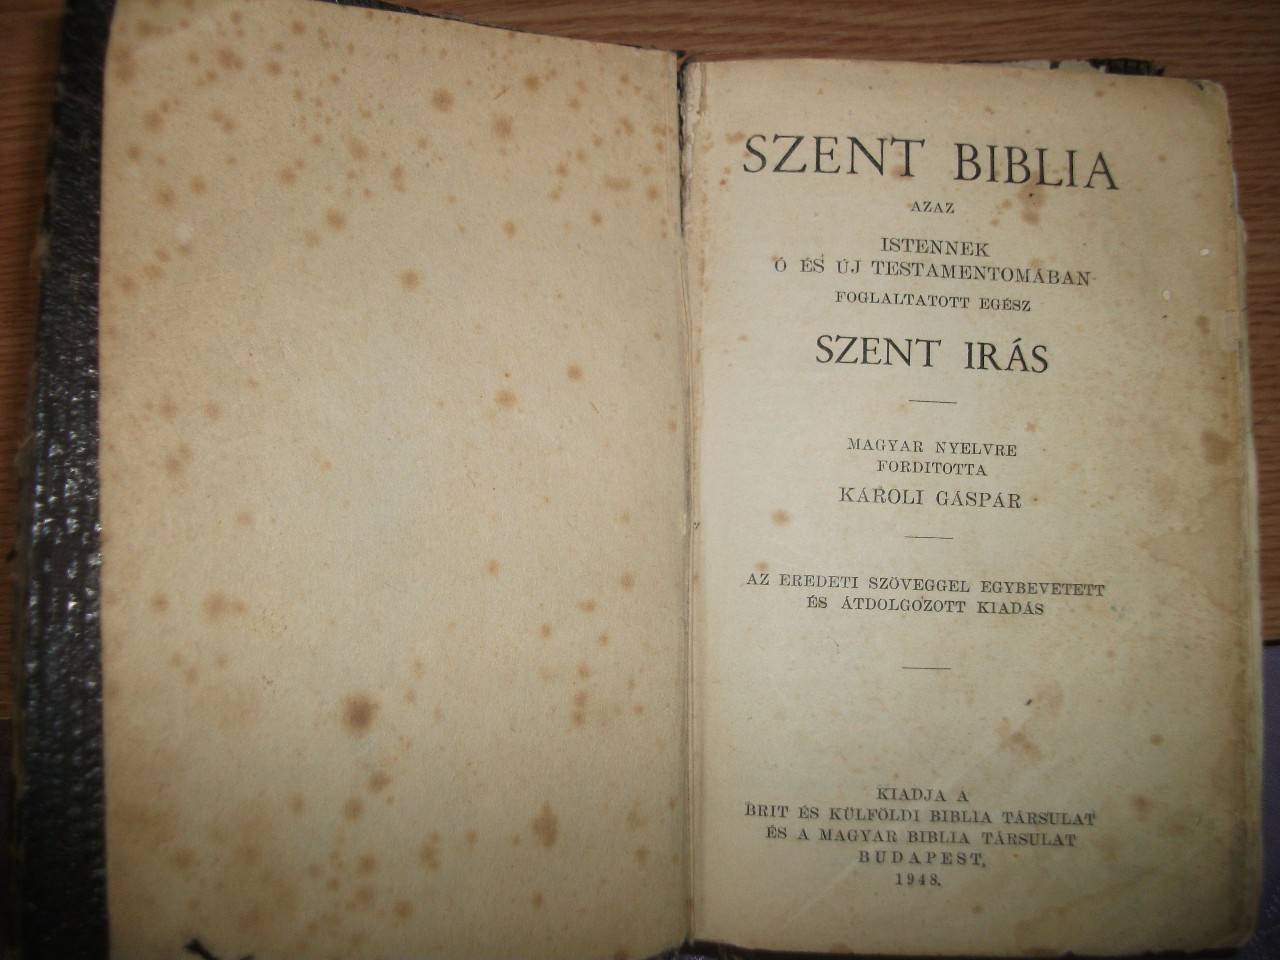 SZENT BIBLIA
AZAZ
ISTENNEK
Ó ÉS ÚJ TESTAMENTOMÁBAN
FOGLALTATOTT EGÉSZ
SZENT IRÁS
MAGYAR NYELVRE
FORDITOTTA
KÁROLI GÁSPÁR
AZ EREDETI SZÖVEGGEL EGYBEVETETT
ÉS ÁTDOLGOZOTT KIADÁS
KIADJA A
BRIT ÉS KÜLFÖLDI BIBLIA TÁRSULAT
ÉS A MAGYAR BIBLIA TÁRSULAT
BUDAPEST,
1948.